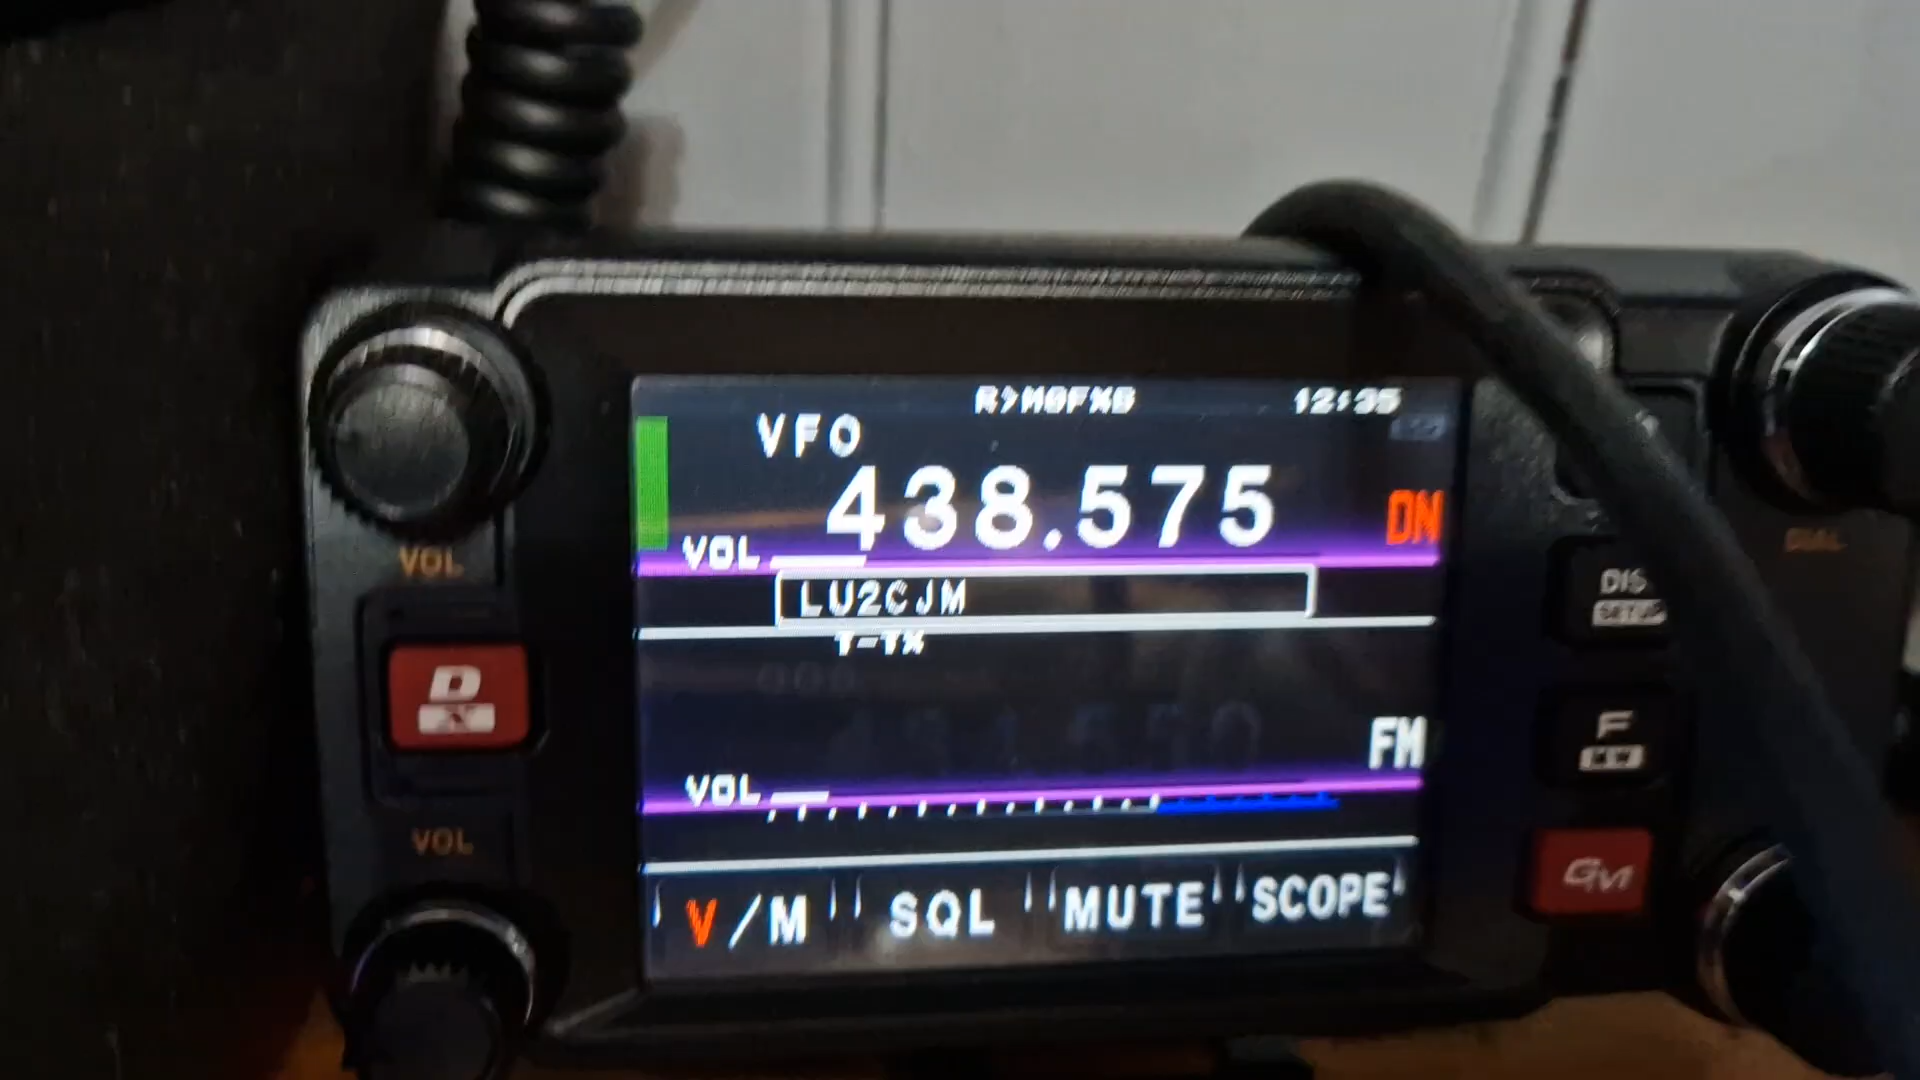 R>M0FXB 12:35
VFO
438.575
DN
VOL
LU2CJM
T-TX
FM
VOL
V/M SQL MUTE SCOPE
VOL
D
X
VOL
DIAL
DIS
F
GM